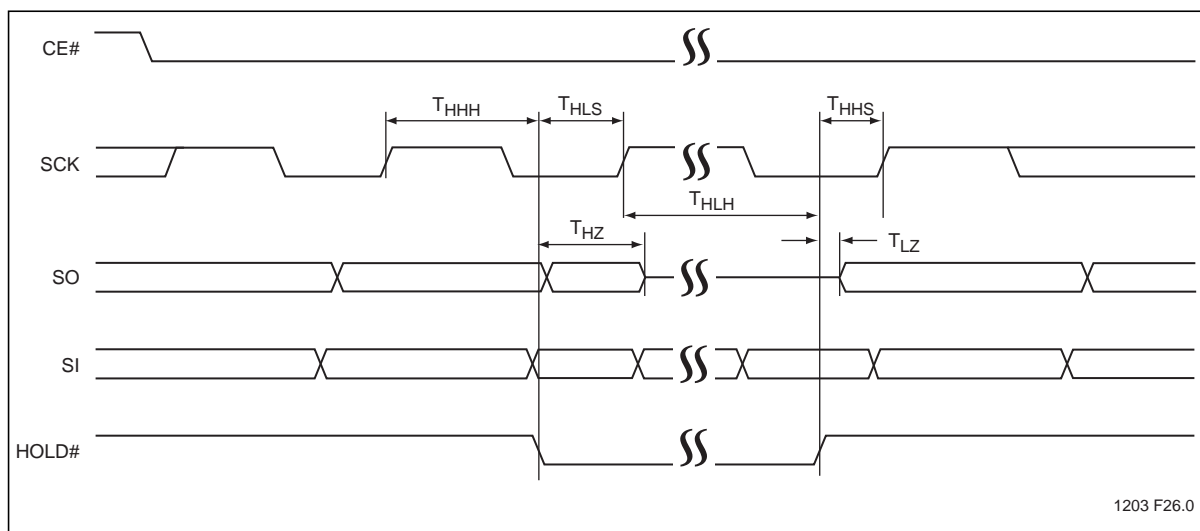 CE#
THHH THLS THHS
SCK
THLH
THZ TLZ
SO
SI
HOLD#
1203 F26.0